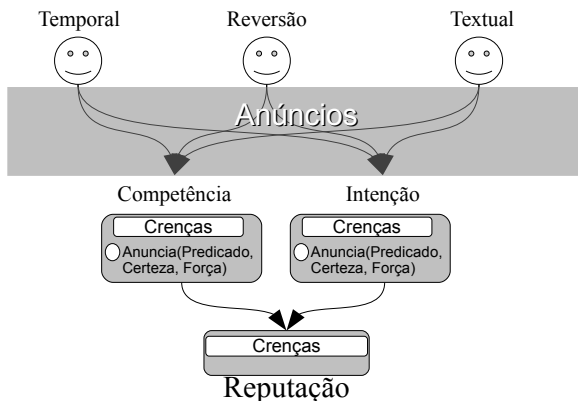 Temporal
Reversão
Textual
Anúncios
Competência
Intenção
Crenças
Anuncia(Predicado,
Certeza, Força)
Crenças
Anuncia(Predicado,
Certeza, Força)
Crenças
Reputação